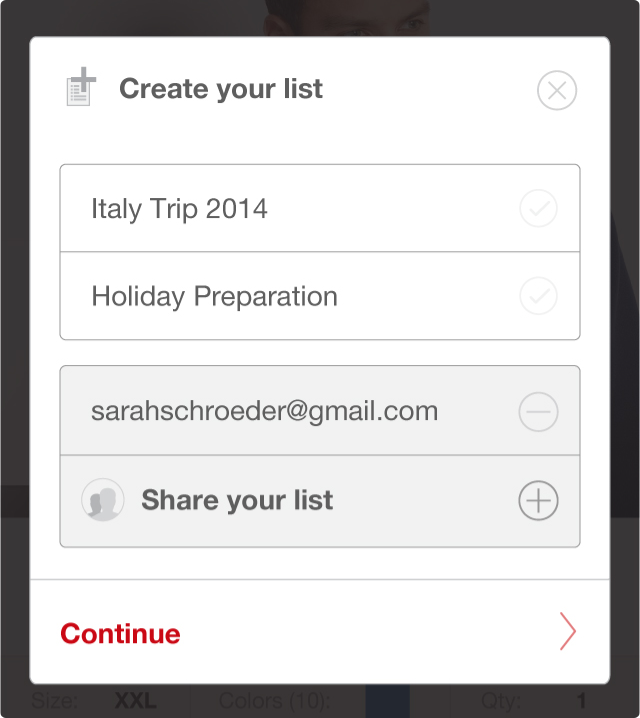 Create your list
Italy Trip 2014
Holiday Preparation
sarahschroeder@gmail.com
Share your list
Continue
Size: XXL Colors (10): Qty: 1